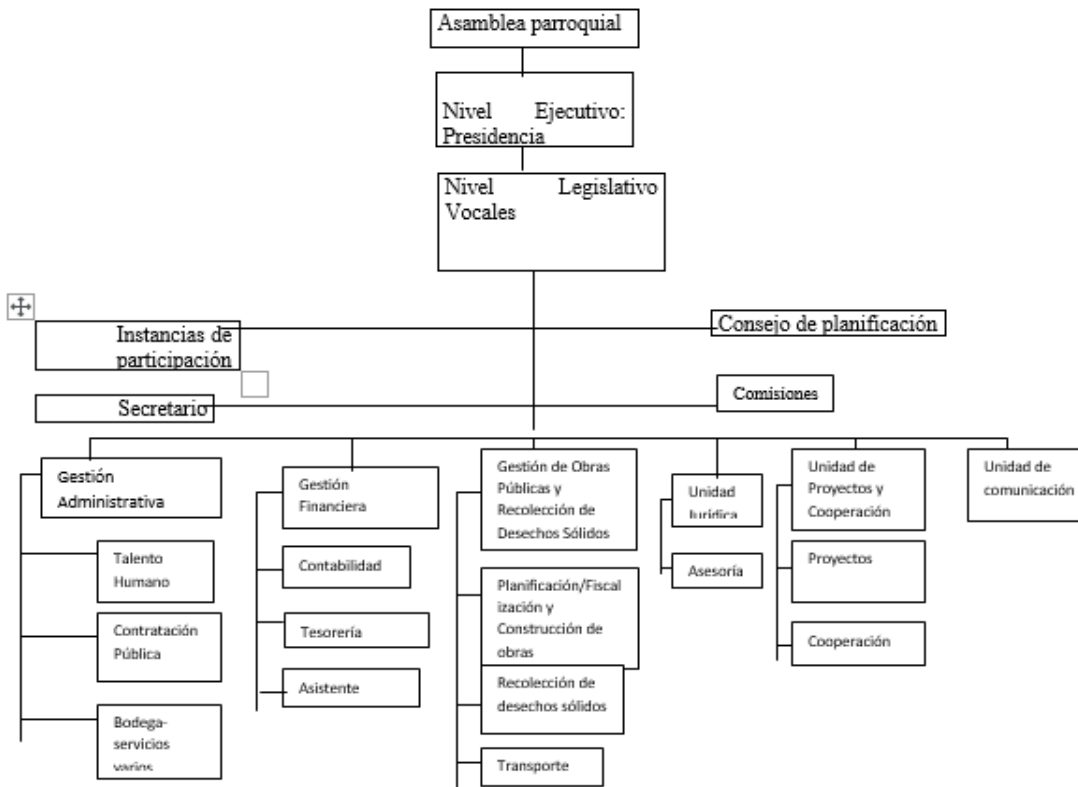 Asamblea parroquial
Nivel Ejecutivo:
Presidencia
Nivel Legislativo
Vocales
Instancias de
participación
Consejo de planificación
Secretario
Comisiones
Gestión
Administrativa
Talento
Humano
Contratación
Pública
Bodega-
servicios
varios
Gestión
Financiera
Contabilidad
Tesorería
Asistente
Gestión de Obras
Públicas y
Recolección de
Desechos Sólidos
Planificación/Fiscal
ización y
Construcción de
obras
Recolección de
desechos sólidos
Transporte
Unidad
Jurídica
Asesoría
Unidad de
Proyectos y
Cooperación
Proyectos
Cooperación
Unidad de
comunicación